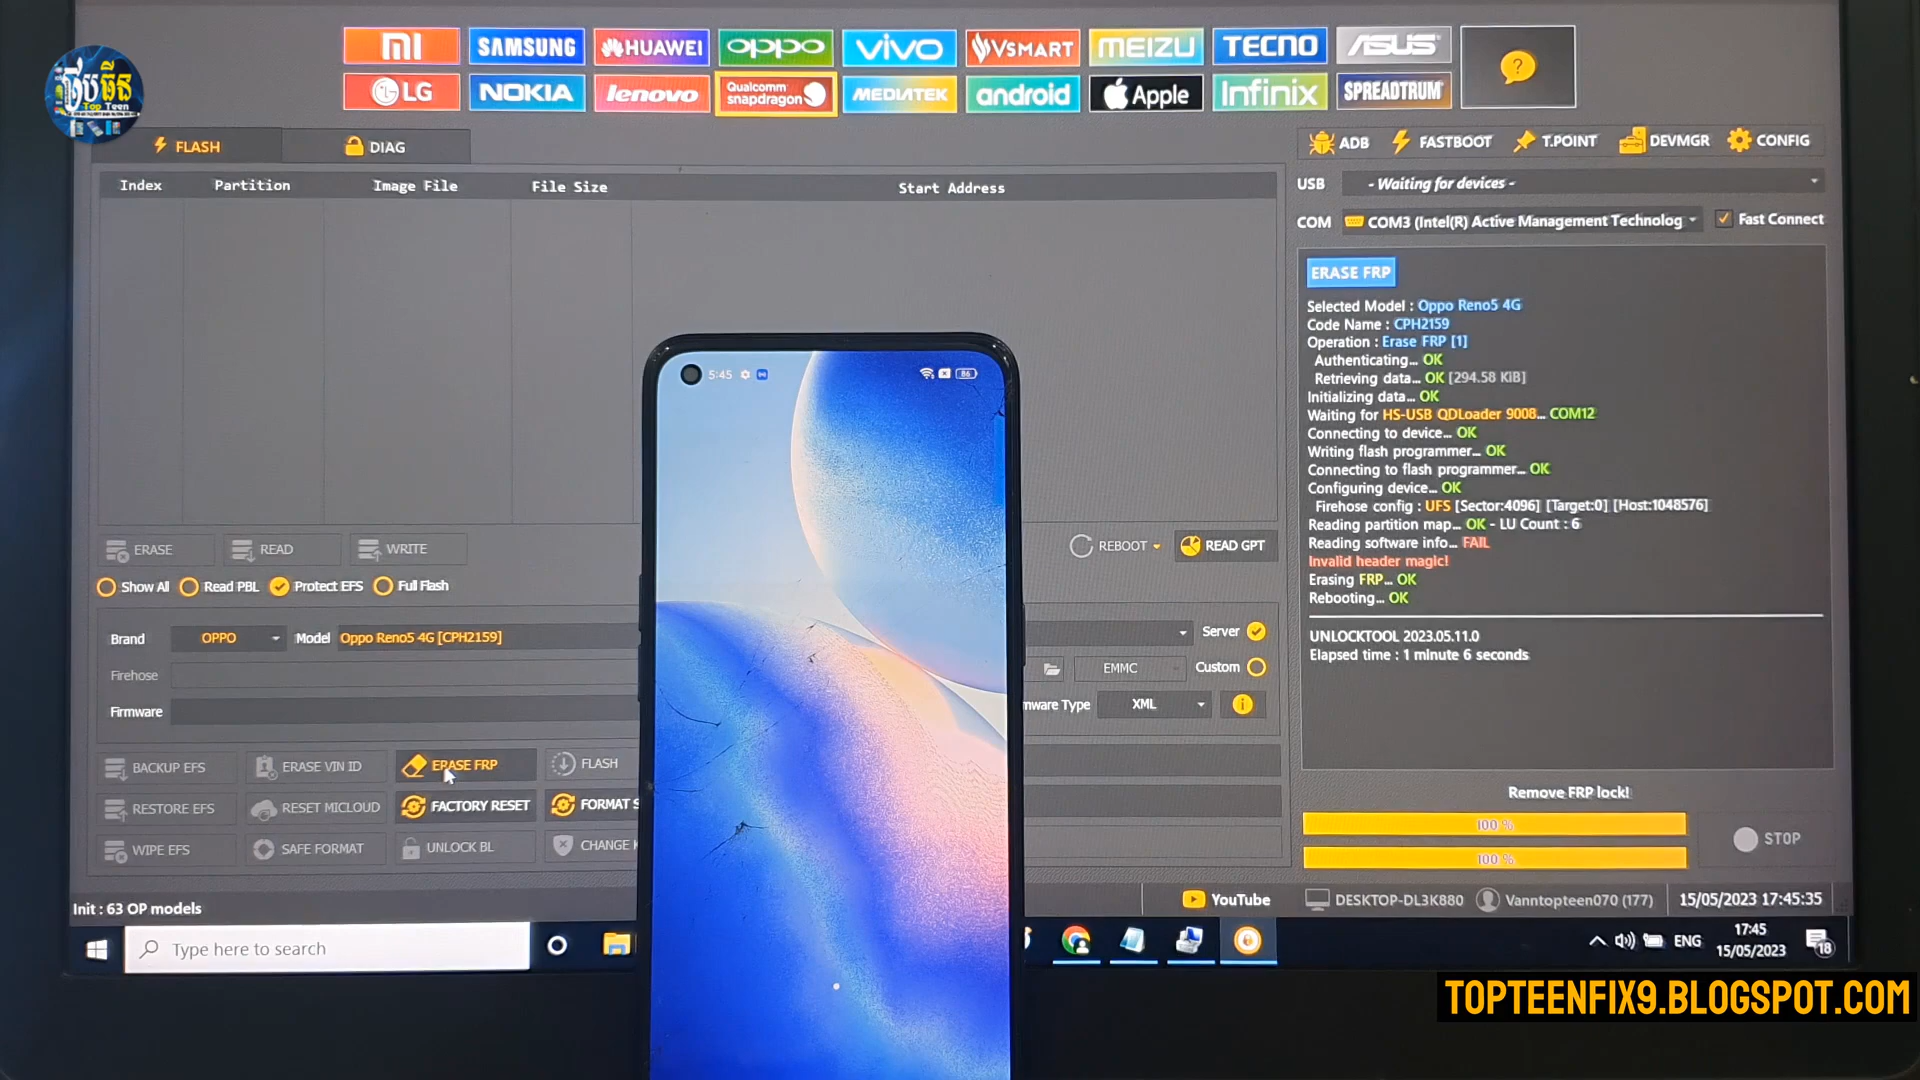 mi SAMSUNG HUAWEI oppo vivo VSMART MEIZU TECNO ASUS ?
LG NOKIA lenovo Qualcomm snapdragon MEDIATEK android Apple Infinix SPREADTRUM
ថបធីន
Top Teen
FLASH DIAG
ADB FASTBOOT T.POINT DEVMGR CONFIG
Index Partition Image File File Size Start Address
USB - Waiting for devices -
COM COM3 (Intel(R) Active Management Technolog Fast Connect
ERASE FRP
Selected Model : Oppo Reno5 4G
Code Name : CPH2159
Operation : Erase FRP [1]
Authenticating... OK
Retrieving data... OK [294.58 KiB]
Initializing data... OK
Waiting for HS-USB QDLoader 9008... COM12
Connecting to device... OK
Writing flash programmer... OK
Connecting to flash programmer... OK
Configuring device... OK
Firehose config : UFS [Sector:4096] [Target:0] [Host:1048576]
Reading partition map... OK - LU Count : 6
Reading software info... FAIL
Invalid header magic!
Erasing FRP... OK
Rebooting... OK
UNLOCKTOOL 2023.05.11.0
Elapsed time : 1 minute 6 seconds
5:45 86
ERASE READ WRITE REBOOT READ GPT
Show All Read PBL Protect EFS Full Flash
Brand OPPO Model Oppo Reno5 4G [CPH2159] Server
Firehose EMMC Custom
Firmware mware Type XML
BACKUP EFS ERASE VIN ID ERASE FRP FLASH
RESTORE EFS RESET MICLOUD FACTORY RESET FORMAT S
WIPE EFS SAFE FORMAT UNLOCK BL CHANGE K
Remove FRP lock!
100 %
100 %
STOP
Init : 63 OP models
YouTube DESKTOP-DL3K880 Vanntopteen070 (177) 15/05/2023 17:45:35
Type here to search
ENG 17:45
15/05/2023
18
TOPTEENFIX9.BLOGSPOT.COM